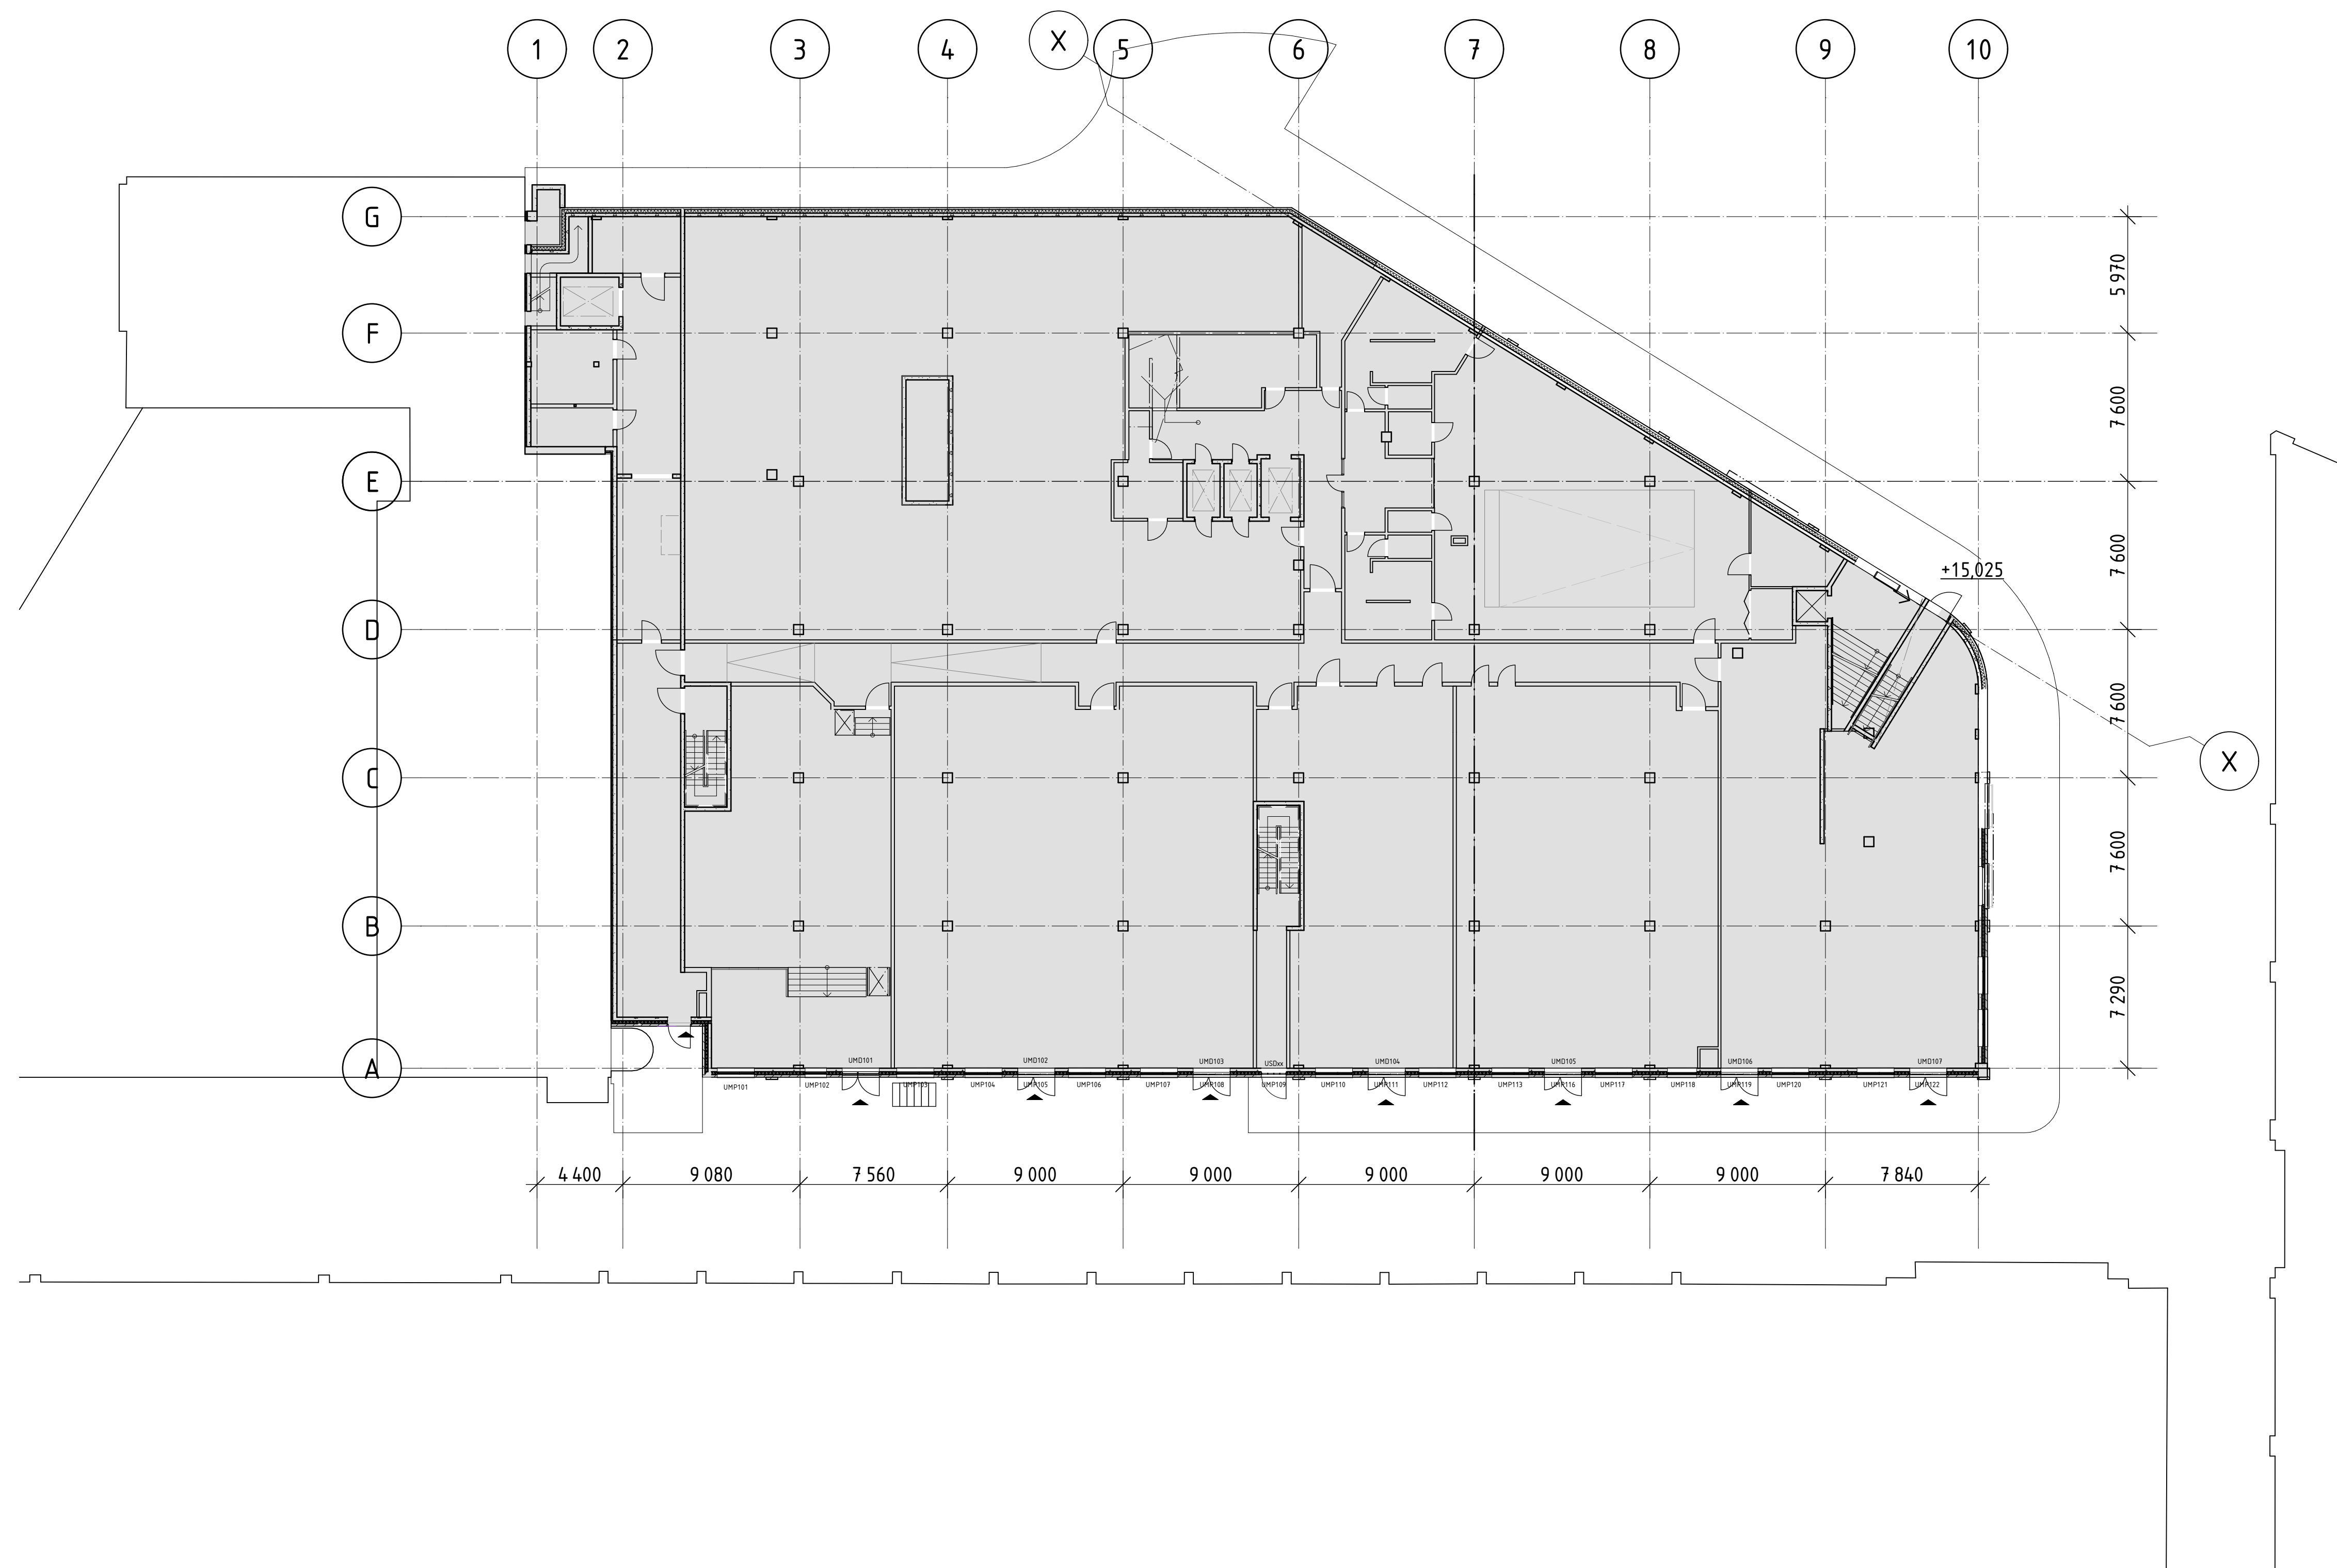 1 2 3 4 X 5 6 7 8 9 10
G
5 970
F
7 600
E
7 600
+15,025
D
7 600
X
C
7 600
B
7 290
A
UMD101 UMD102 UMD103 USDxx UMD104 UMD105 UMD106 UMD107
UMP101 UMP102 UMP103 UMP104 UMP105 UMP106 UMP107 UMP108 UMP109 UMP110 UMP111 UMP112 UMP113 UMP116 UMP117 UMP118 UMP119 UMP120 UMP121 UMP122
4 400 9 080 7 560 9 000 9 000 9 000 9 000 9 000 7 840